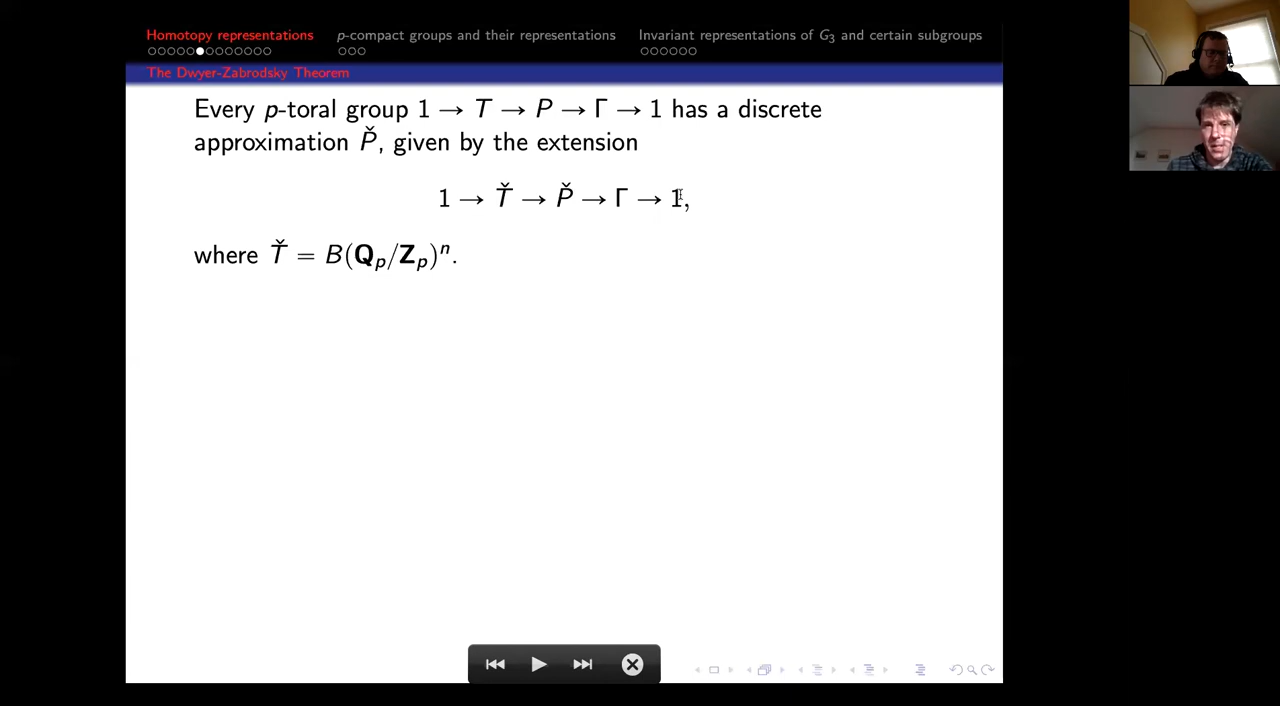 Homotopy representations p-compact groups and their representations Invariant representations of G₃ and certain subgroups
The Dwyer-Zabrodsky Theorem
Every p-toral group 1 → T → P → Γ → 1 has a discrete
approximation P̌, given by the extension
1 → Ť → P̌ → Γ → 1,
where Ť = B(Qₚ/Zₚ)ⁿ.